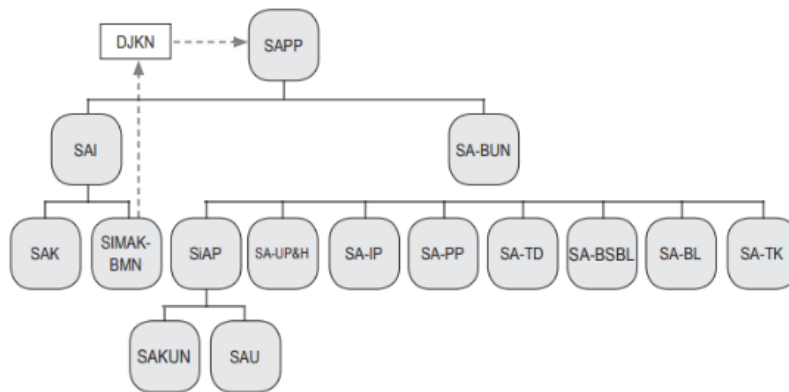 DJKN
SAPP
SAI
SA-BUN
SAK
SIMAK-
BMN
SiAP
SA-UP&H
SA-IP
SA-PP
SA-TD
SA-BSBL
SA-BL
SA-TK
SAKUN
SAU